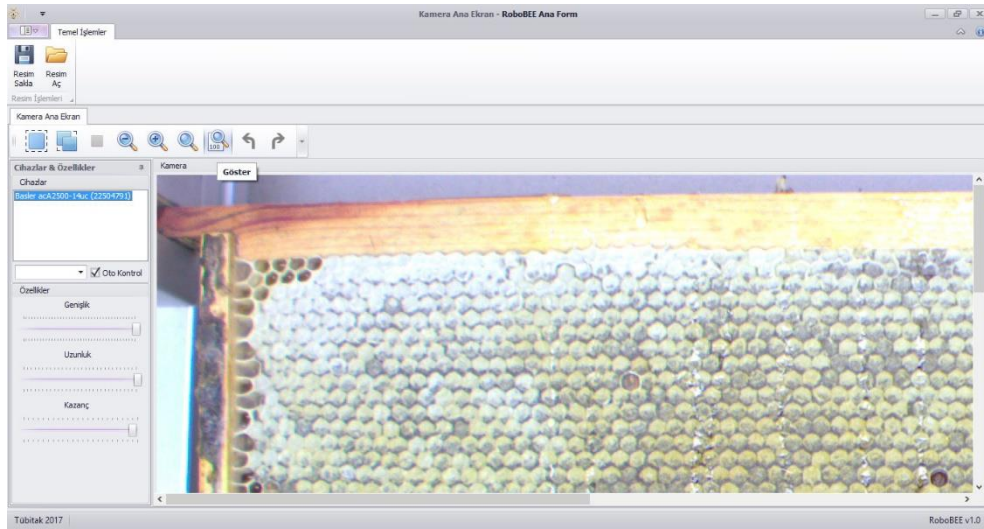 Kamera Ana Ekran - RoboBEE Ana Form
Temel İşlemler
Resim Sakla
Resim Aç
Resim İşlemleri
Kamera Ana Ekran
100
Göster
Cihazlar & Özellikler
Kamera
Cihazlar
Basler acA2500-14uc (22504791)
Oto Kontrol
Özellikler
Genişlik
Uzunluk
Kazanç
Tübitak 2017
RoboBEE v1.0